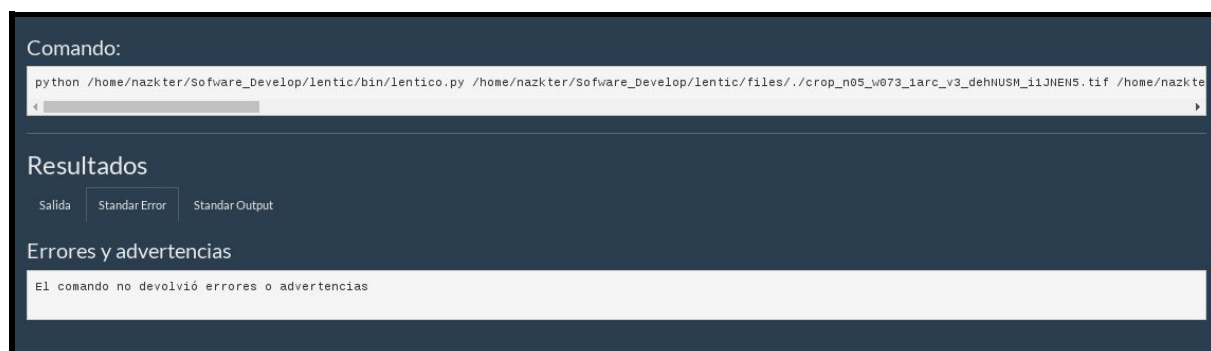 Comando:
python /home/nazkter/Sofware_Develop/lentic/bin/lentico.py /home/nazkter/Sofware_Develop/lentic/files/./crop_n05_w073_1arc_v3_dehNUSM_i1JNEN5.tif /home/nazkte
Resultados
Salida Standar Error Standar Output
Errores y advertencias
El comando no devolvió errores o advertencias